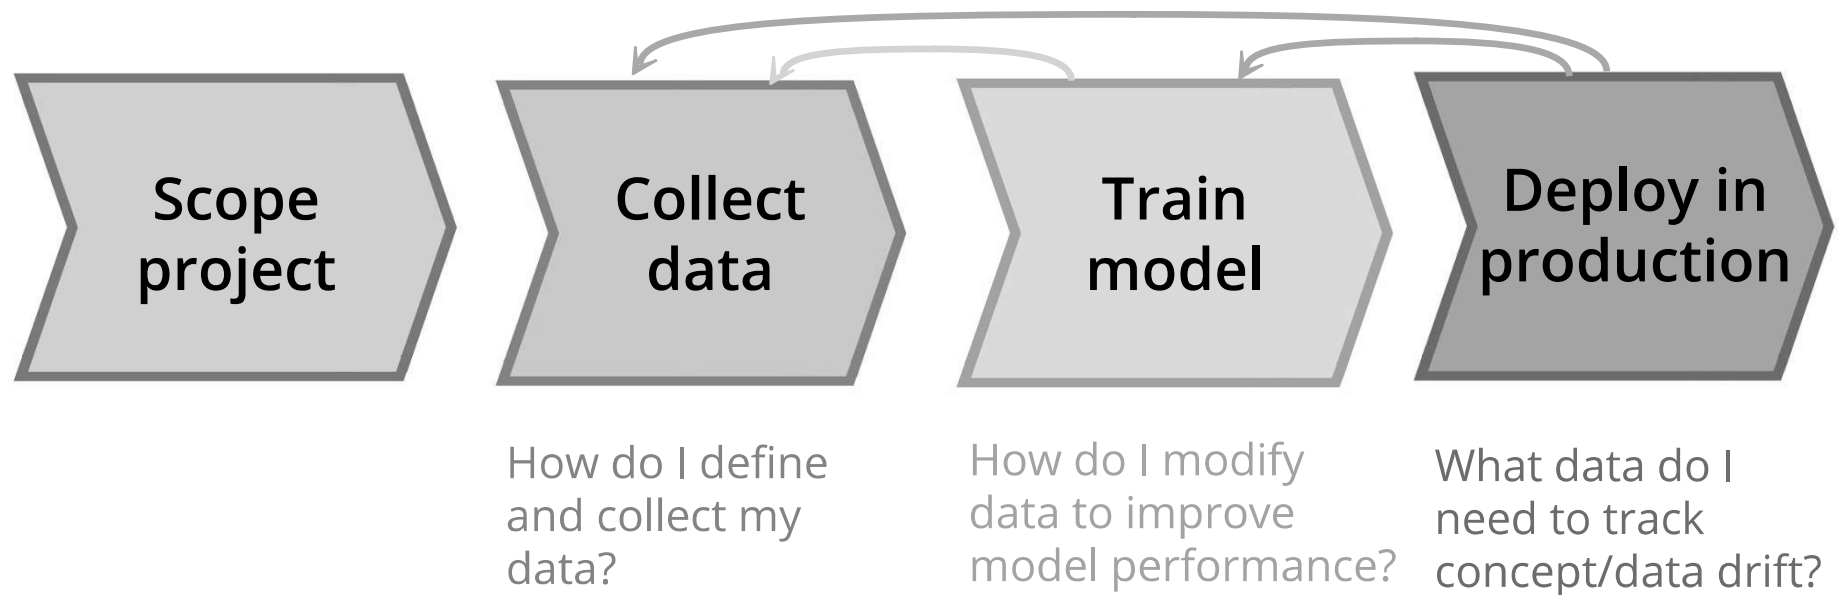 Scope
project
Collect
data
Train
model
Deploy in
production
How do I define
and collect my
data?
How do I modify
data to improve
model performance?
What data do I
need to track
concept/data drift?